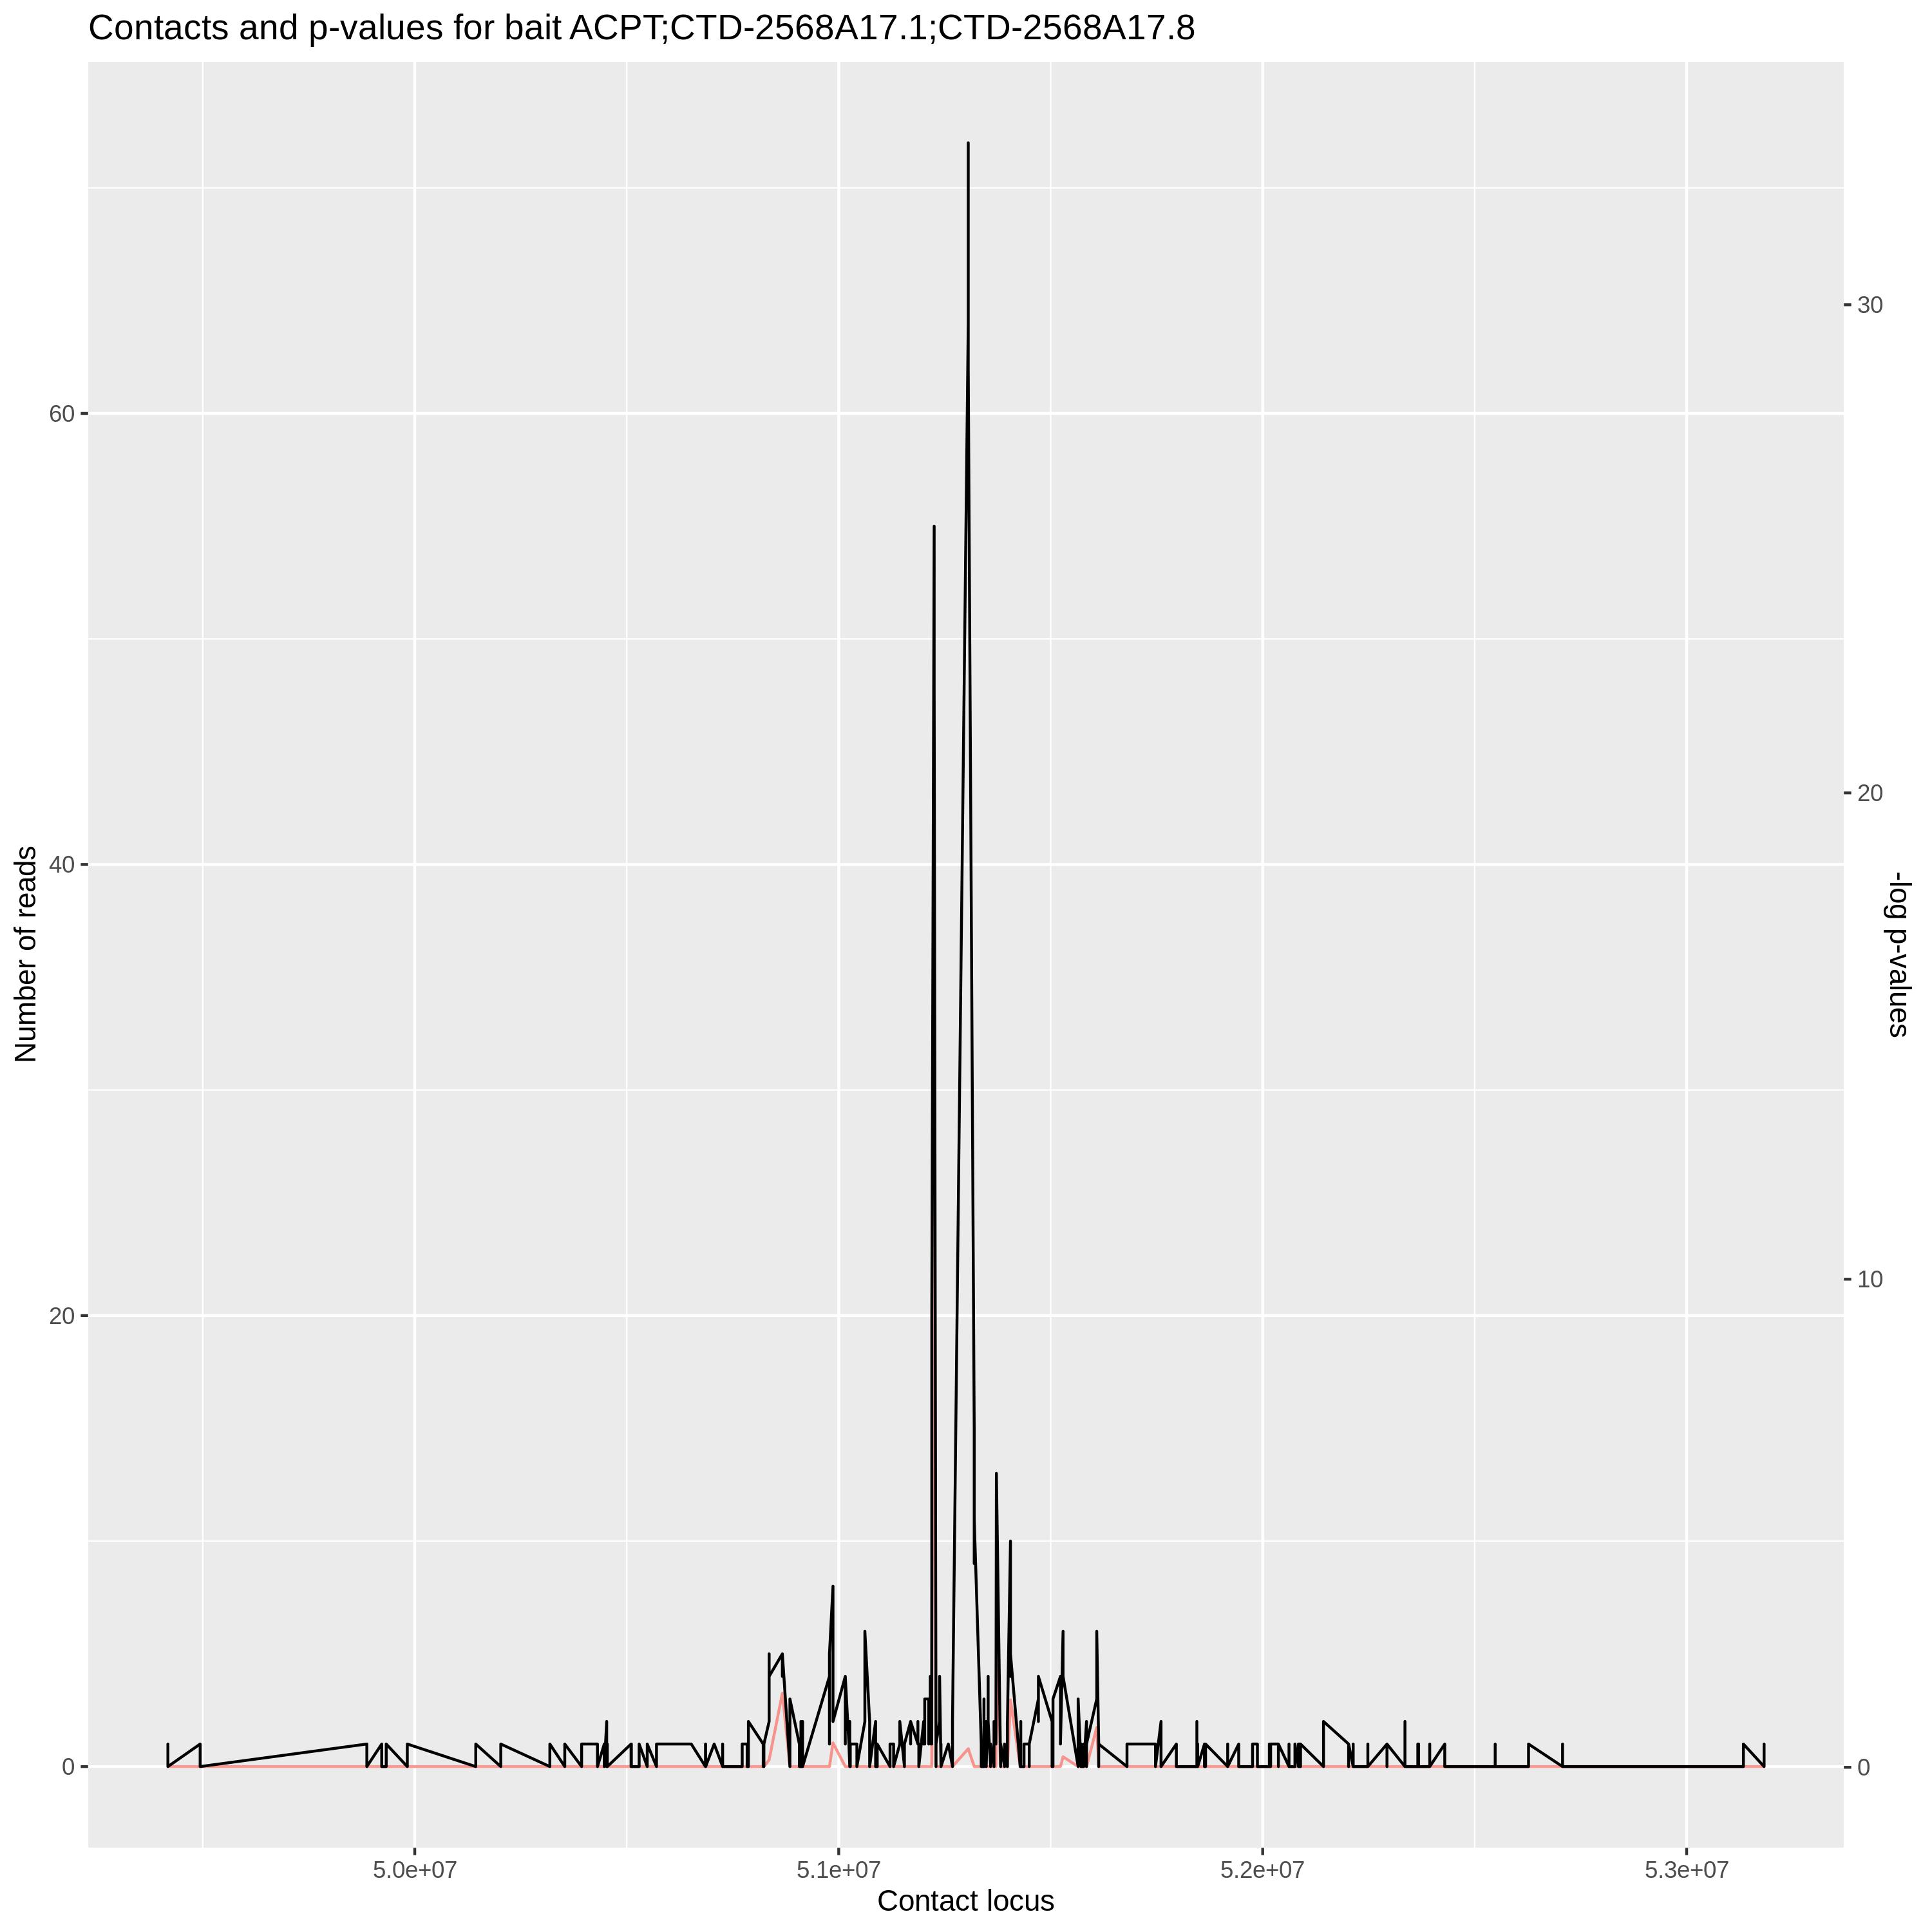 Contacts and p-values for bait ACPT;CTD-2568A17.1;CTD-2568A17.8
60
40
20
0
Number of reads
30
20
10
0
-log p-values
5.0e+07
5.1e+07
5.2e+07
5.3e+07
Contact locus